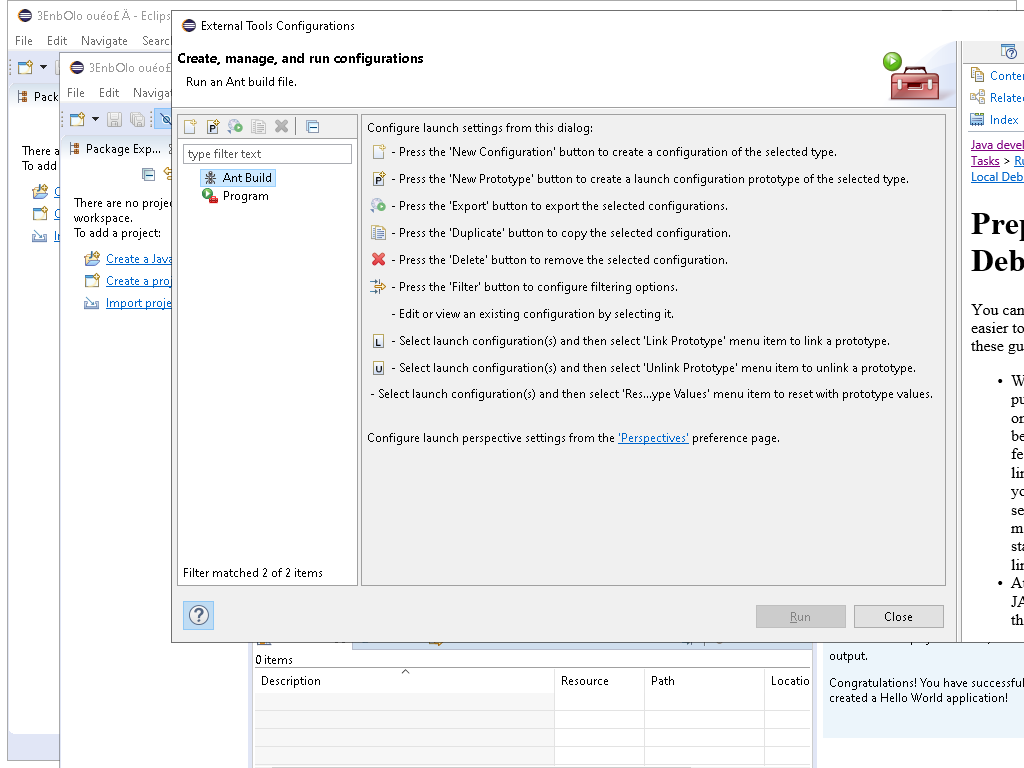 3EnbOlo ouéo£Ä - Eclips
File Edit Navigate Searc
Pack
There a
To add
3EnbOlo ouéo£
File Edit Naviga
Package Exp...
There are no proje
workspace.
To add a project:
Create a Java
Create a proj
Import proje
External Tools Configurations
Create, manage, and run configurations
Run an Ant build file.
type filter text
Ant Build
Program
Filter matched 2 of 2 items
Configure launch settings from this dialog:
- Press the 'New Configuration' button to create a configuration of the selected type.
- Press the 'New Prototype' button to create a launch configuration prototype of the selected type.
- Press the 'Export' button to export the selected configurations.
- Press the 'Duplicate' button to copy the selected configuration.
- Press the 'Delete' button to remove the selected configuration.
- Press the 'Filter' button to configure filtering options.
- Edit or view an existing configuration by selecting it.
- Select launch configuration(s) and then select 'Link Prototype' menu item to link a prototype.
- Select launch configuration(s) and then select 'Unlink Prototype' menu item to unlink a prototype.
- Select launch configuration(s) and then select 'Res...ype Values' menu item to reset with prototype values.
Configure launch perspective settings from the 'Perspectives' preference page.
Run
Close
Conte
Relate
Index
Java devel
Tasks > Ru
Local Deb
Prep
Deb
You can
easier to
these gu
• W
pu
on
be
fe
lin
yo
se
m
sta
lin
• At
JA
th
0 items
Description Resource Path Locatio
output.
Congratulations! You have successful
created a Hello World application!